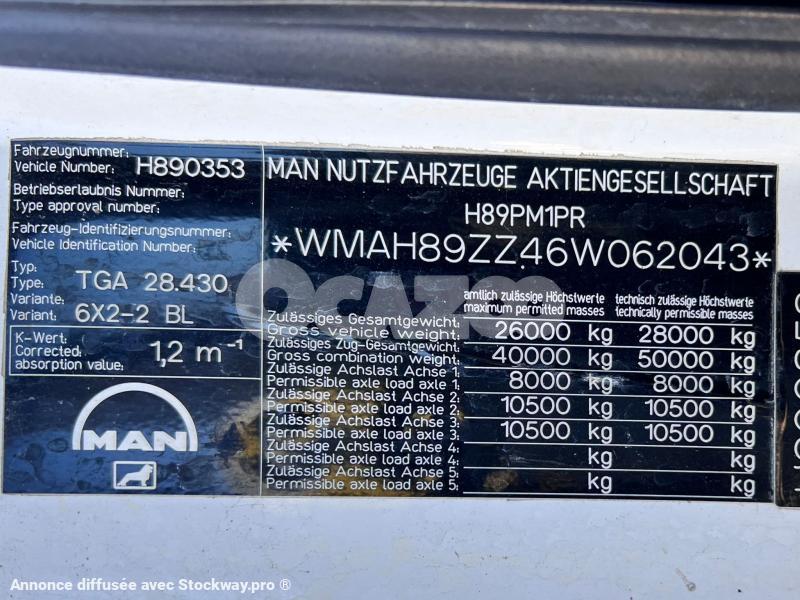 Fahrzeugnummer:
Vehicle Number: H890353
Betriebserlaubnis Nummer:
Type approval number:
Fahrzeug-Identifizierungsnummer:
Vehicle Identification Number:
Typ:
Type: TGA 28.430
Variante:
Variant: 6X2-2 BL
K-Wert:
Corrected
absorption value: 1,2 m⁻¹
MAN
MAN NUTZFAHRZEUGE AKTIENGESELLSCHAFT
H89PM1PR
*WMAH89ZZ46W062043*
amtlich zulässige Höchstwerte technisch zulässige Höchstwerte
maximum permitted masses technically permissible masses
Zulässiges Gesamtgewicht:
Gross vehicle weight: 26000 kg 28000 kg
Zulässiges Zug-Gesamtgewicht:
Gross combination weight: 40000 kg 50000 kg
Zulässige Achslast Achse 1:
Permissible axle load axle 1: 8000 kg 8000 kg
Zulässige Achslast Achse 2:
Permissible axle load axle 2: 10500 kg 10500 kg
Zulässige Achslast Achse 3:
Permissible axle load axle 3: 10500 kg 10500 kg
Zulässige Achslast Achse 4:
Permissible axle load axle 4: kg kg
Zulässige Achslast Achse 5:
Permissible axle load axle 5: kg kg
OCAZOO
Annonce diffusée avec Stockway.pro ®